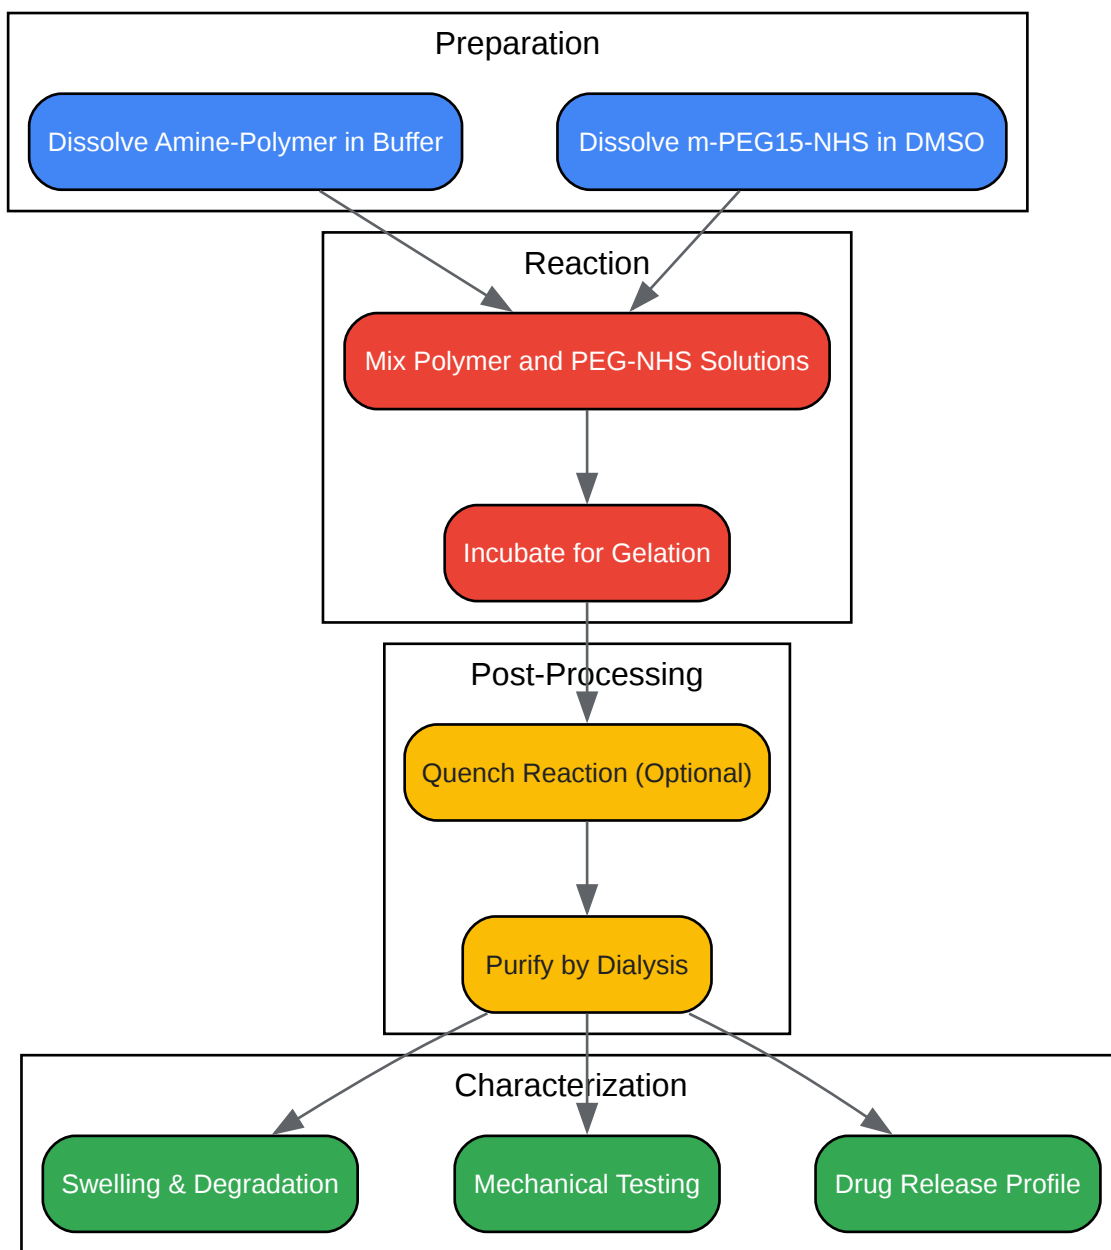 Preparation
Dissolve Amine-Polymer in Buffer
Dissolve m-PEG15-NHS in DMSO
Reaction
Mix Polymer and PEG-NHS Solutions
Incubate for Gelation
Post-Processing
Quench Reaction (Optional)
Purify by Dialysis
Characterization
Swelling & Degradation
Mechanical Testing
Drug Release Profile